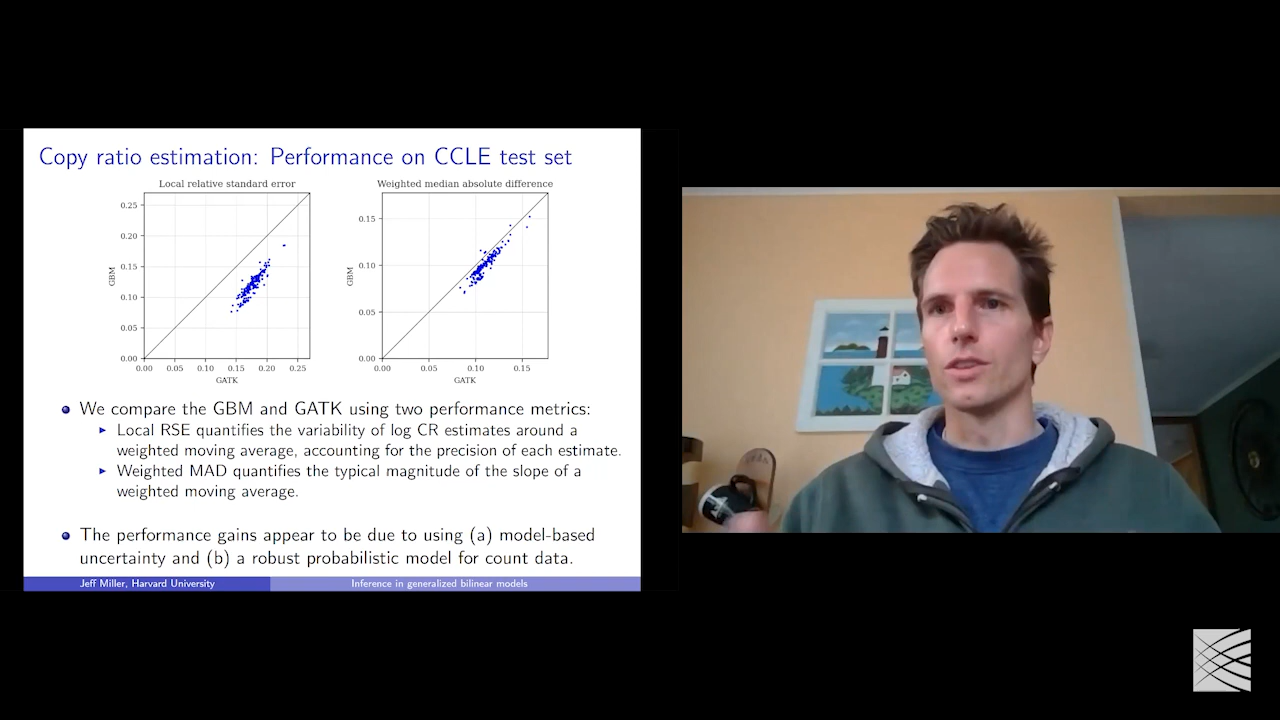 Copy ratio estimation: Performance on CCLE test set
Local relative standard error
0.25
0.20
0.15
0.10
0.05
0.00
GBM
0.00 0.05 0.10 0.15 0.20 0.25
GATK
Weighted median absolute difference
0.15
0.10
0.05
0.00
GBM
0.00 0.05 0.10 0.15
GATK
We compare the GBM and GATK using two performance metrics:
Local RSE quantifies the variability of log CR estimates around a
weighted moving average, accounting for the precision of each estimate.
Weighted MAD quantifies the typical magnitude of the slope of a
weighted moving average.
The performance gains appear to be due to using (a) model-based
uncertainty and (b) a robust probabilistic model for count data.
Jeff Miller, Harvard University
Inference in generalized bilinear models